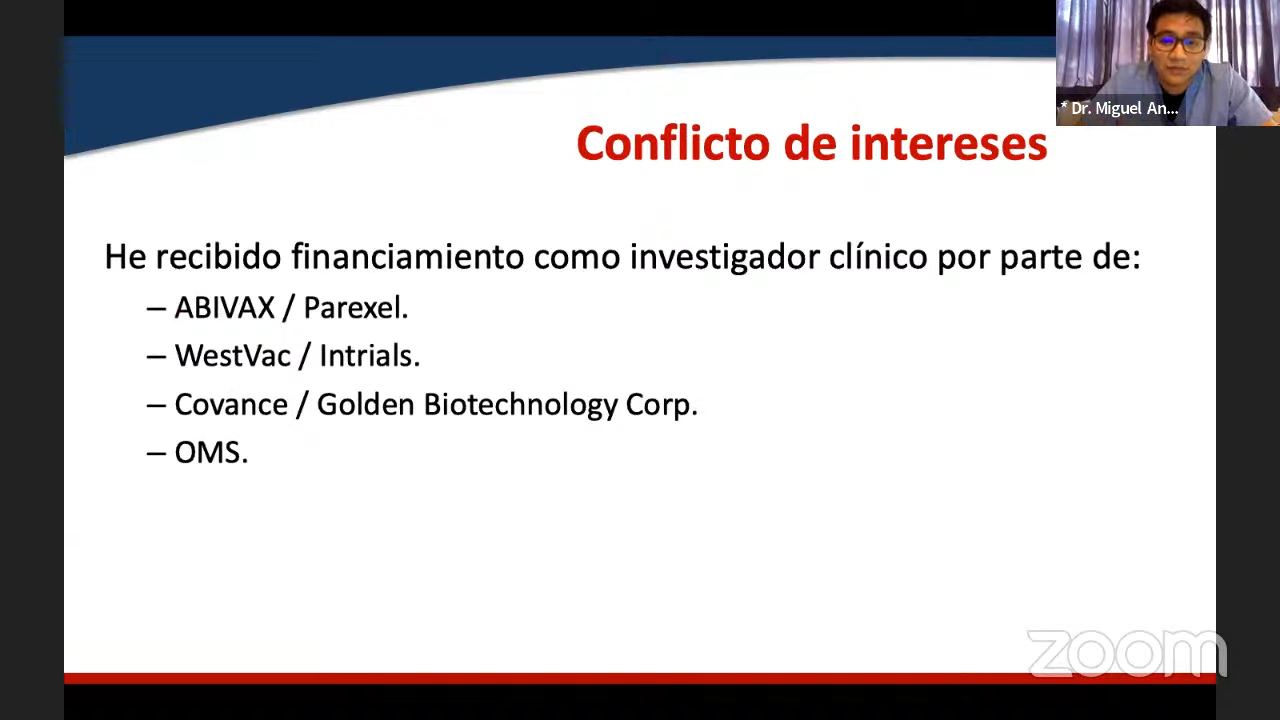 * Dr. Miguel An...
Conflicto de intereses
He recibido financiamiento como investigador clínico por parte de:
– ABIVAX / Parexel.
– WestVac / Intrials.
– Covance / Golden Biotechnology Corp.
– OMS.
zoom